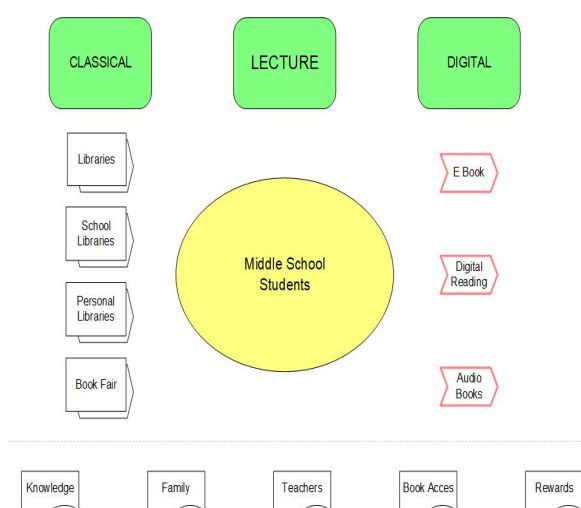 CLASSICAL
LECTURE
DIGITAL
Libraries
School
Libraries
Personal
Libraries
Book Fair
Middle School
Students
E Book
Digital
Reading
Audio
Books
Knowledge
Family
Teachers
Book Acces
Rewards